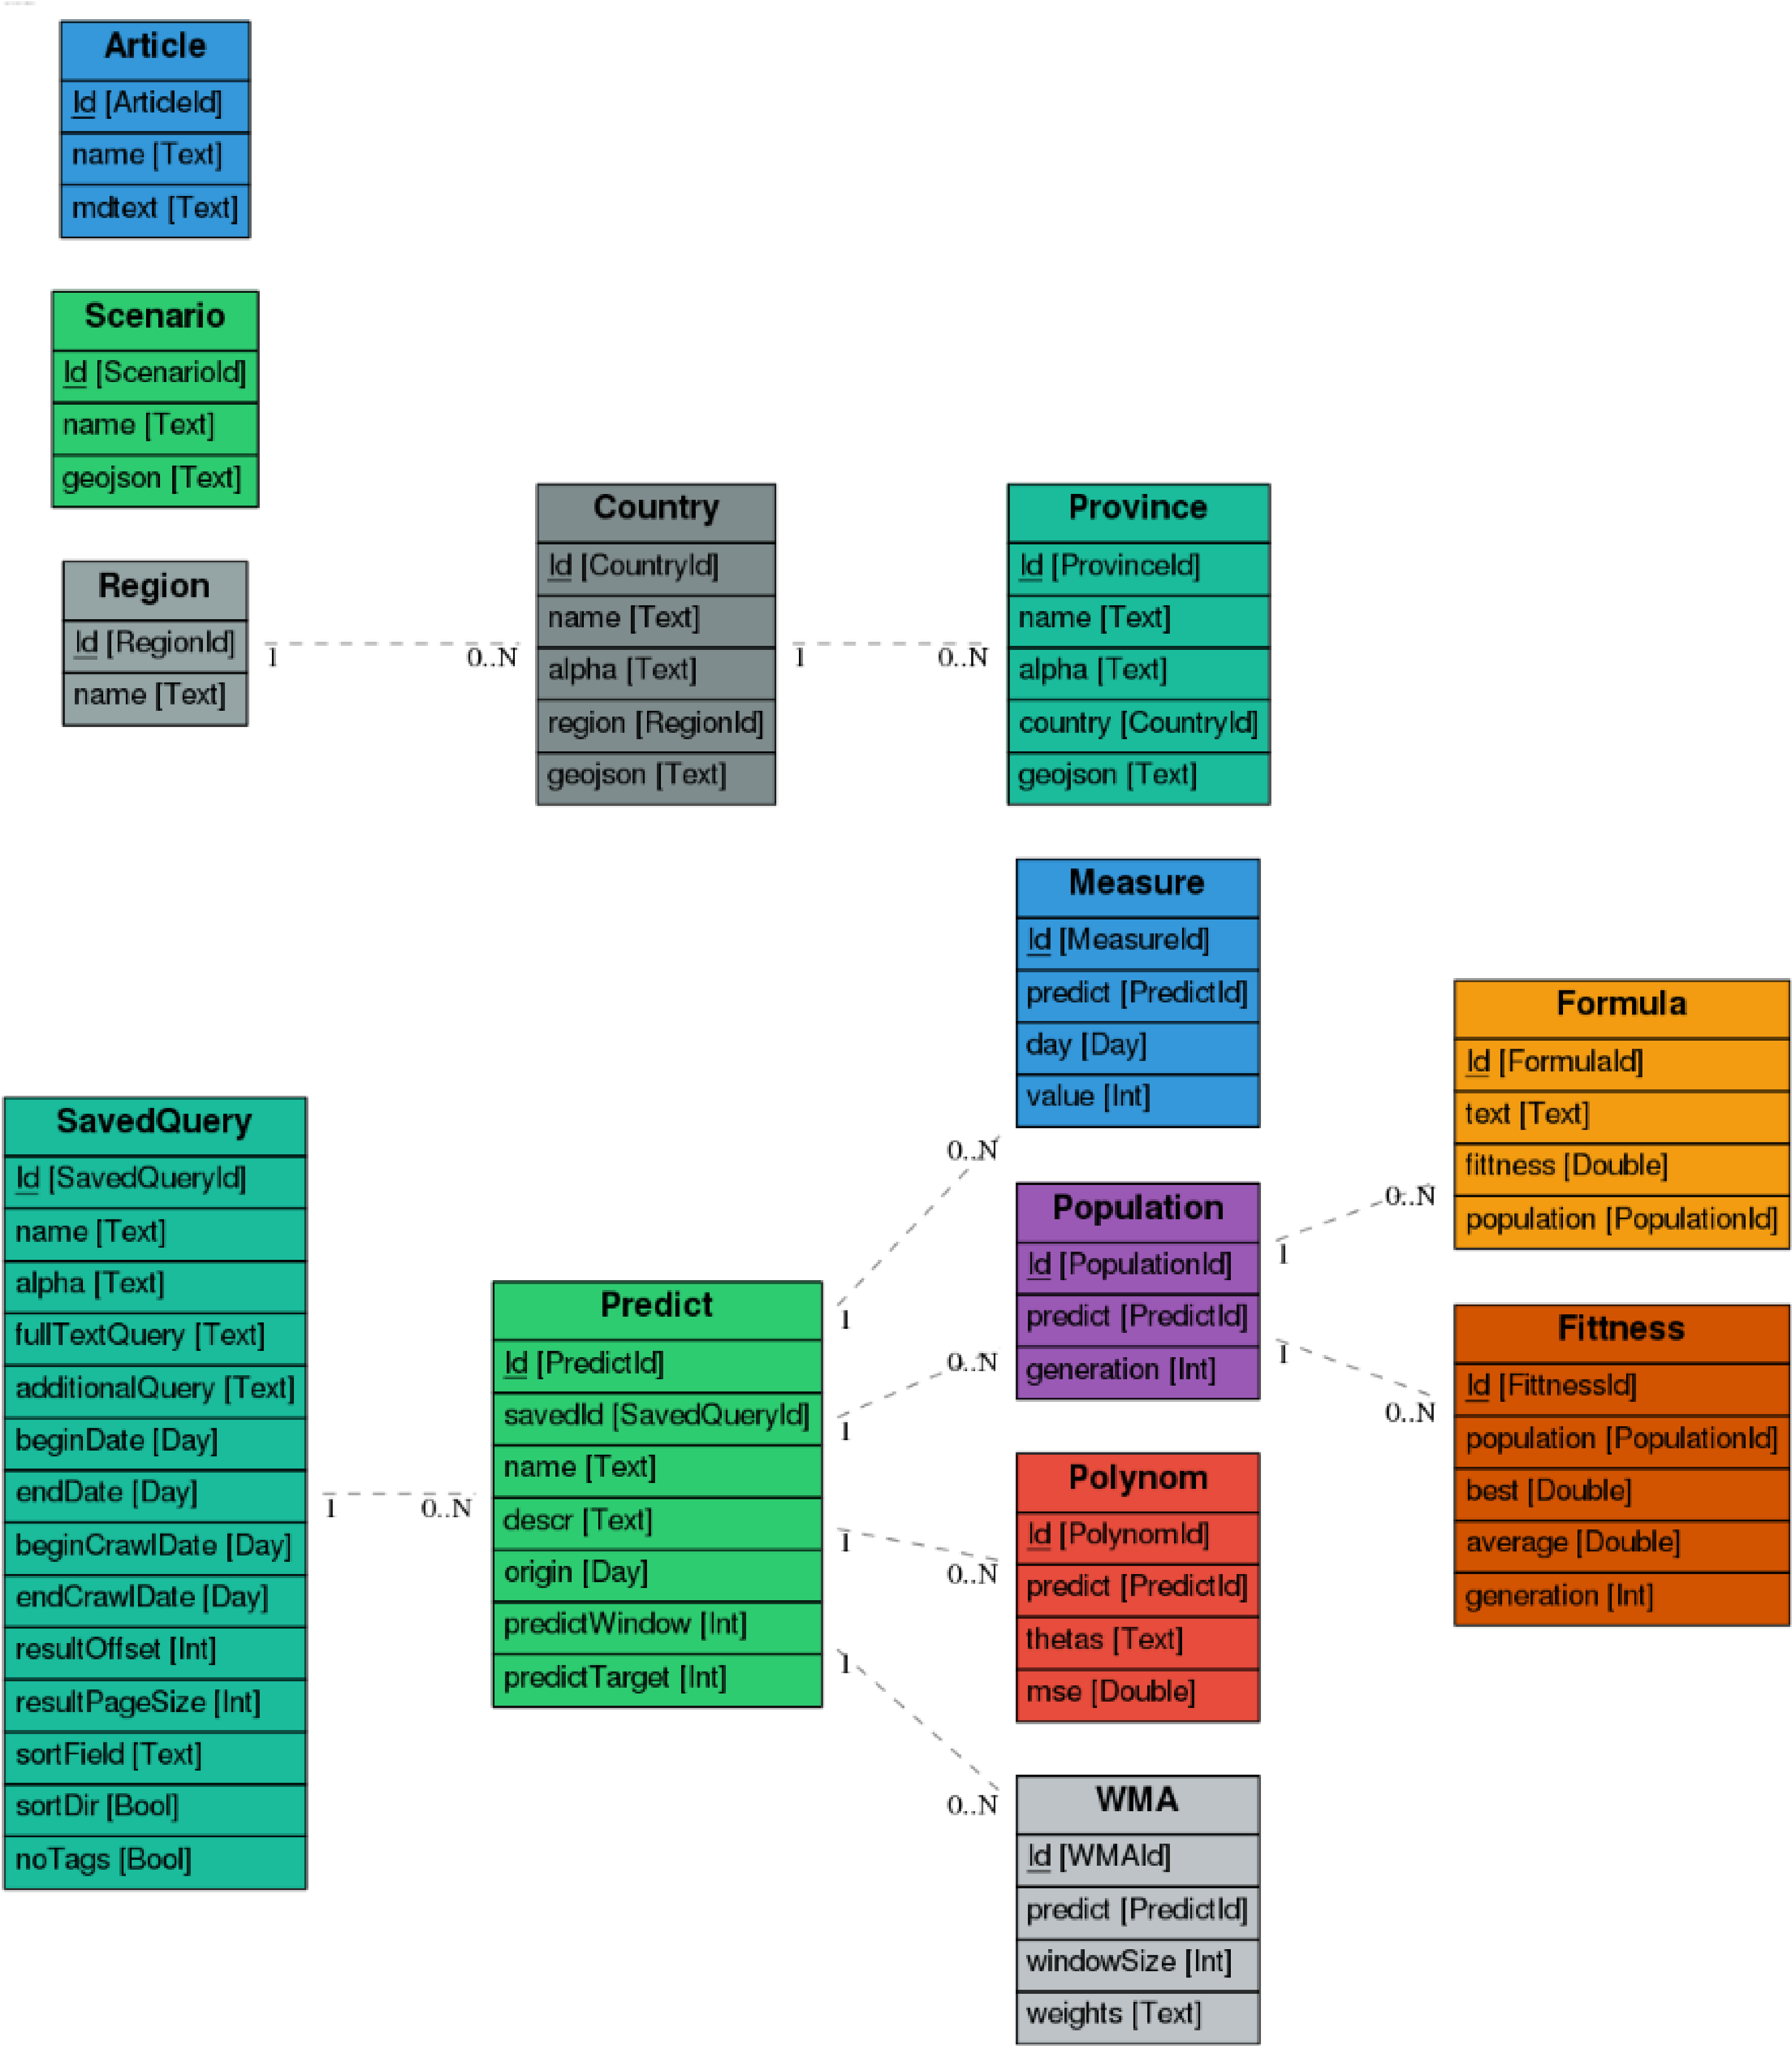 Article
Id [ArticleId]
name [Text]
mdtext [Text]
Scenario
Id [ScenarioId]
name [Text]
geojson [Text]
Region
Id [RegionId]
name [Text]
1
0..N
Country
Id [CountryId]
name [Text]
alpha [Text]
region [RegionId]
geojson [Text]
1
0..N
Province
Id [ProvinceId]
name [Text]
alpha [Text]
country [CountryId]
geojson [Text]
SavedQuery
Id [SavedQueryId]
name [Text]
alpha [Text]
fullTextQuery [Text]
additionalQuery [Text]
beginDate [Day]
endDate [Day]
beginCrawlDate [Day]
endCrawlDate [Day]
resultOffset [Int]
resultPageSize [Int]
sortField [Text]
sortDir [Bool]
noTags [Bool]
1
0..N
Predict
Id [PredictId]
savedId [SavedQueryId]
name [Text]
descr [Text]
origin [Day]
predictWindow [Int]
predictTarget [Int]
1
0..N
1
0..N
1
0..N
1
0..N
Measure
Id [MeasureId]
predict [PredictId]
day [Day]
value [Int]
Population
Id [PopulationId]
predict [PredictId]
generation [Int]
Polynom
Id [PolynomId]
predict [PredictId]
thetas [Text]
mse [Double]
WMA
Id [WMAId]
predict [PredictId]
windowSize [Int]
weights [Text]
1
0..N
1
0..N
Formula
Id [FormulaId]
text [Text]
fittness [Double]
population [PopulationId]
Fittness
Id [FittnessId]
population [PopulationId]
best [Double]
average [Double]
generation [Int]